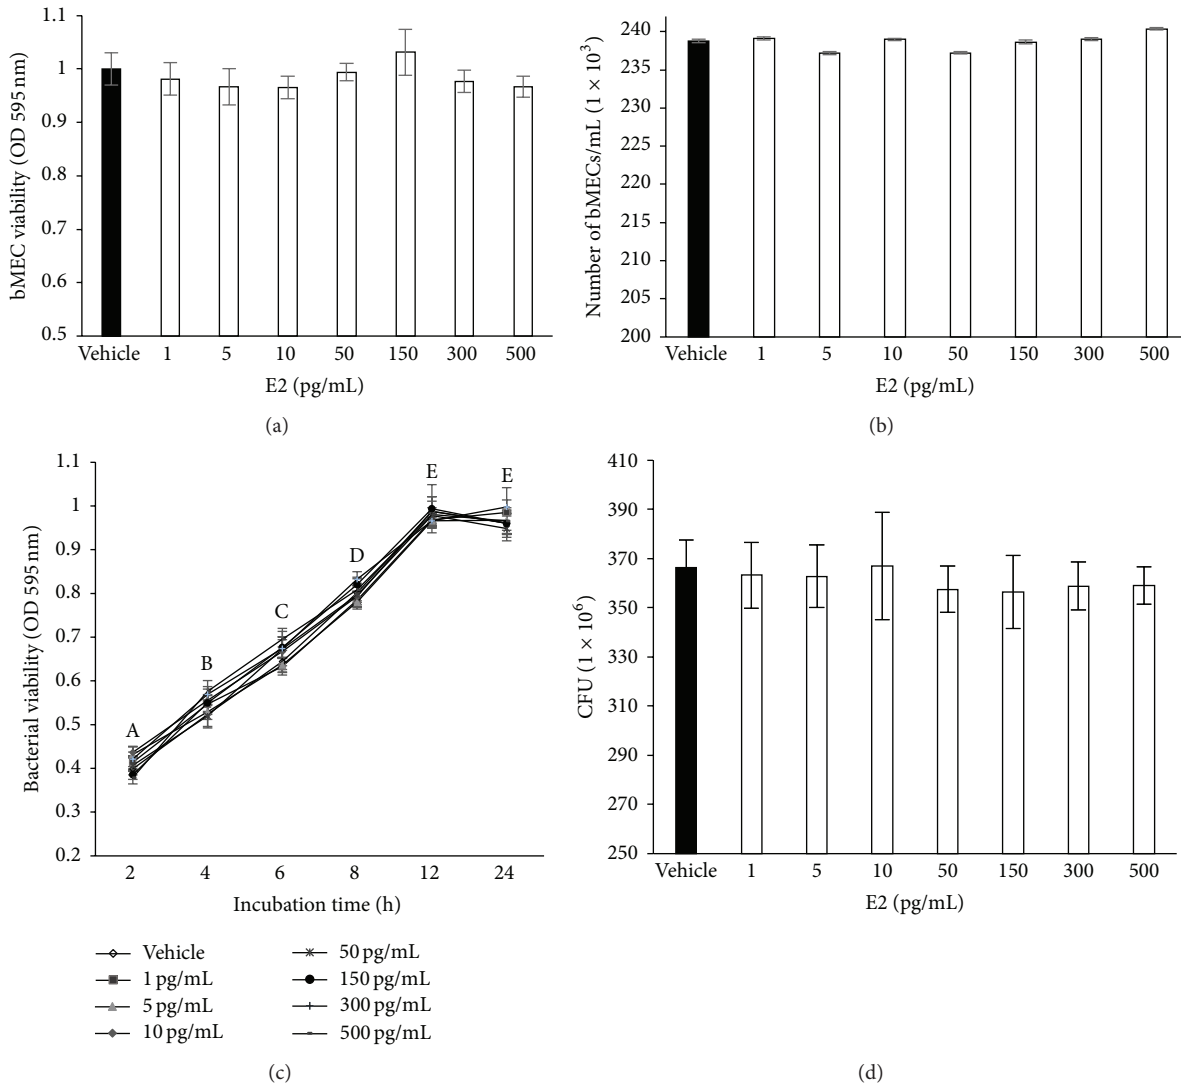 bMEC viability (OD 595 nm)
1.1
1
0.9
0.8
0.7
0.6
0.5
Vehicle 1 5 10 50 150 300 500
E2 (pg/mL)
(a)
Number of bMECs/mL (1 × 10³)
240
235
230
225
220
215
210
205
200
Vehicle 1 5 10 50 150 300 500
E2 (pg/mL)
(b)
Bacterial viability (OD 595 nm)
1.1
1
0.9
0.8
0.7
0.6
0.5
0.4
0.3
0.2
A
B
C
D
E
E
2 4 6 8 12 24
Incubation time (h)
Vehicle
1 pg/mL
5 pg/mL
10 pg/mL
50 pg/mL
150 pg/mL
300 pg/mL
500 pg/mL
(c)
CFU (1 × 10⁶)
410
390
370
350
330
310
290
270
250
Vehicle 1 5 10 50 150 300 500
E2 (pg/mL)
(d)